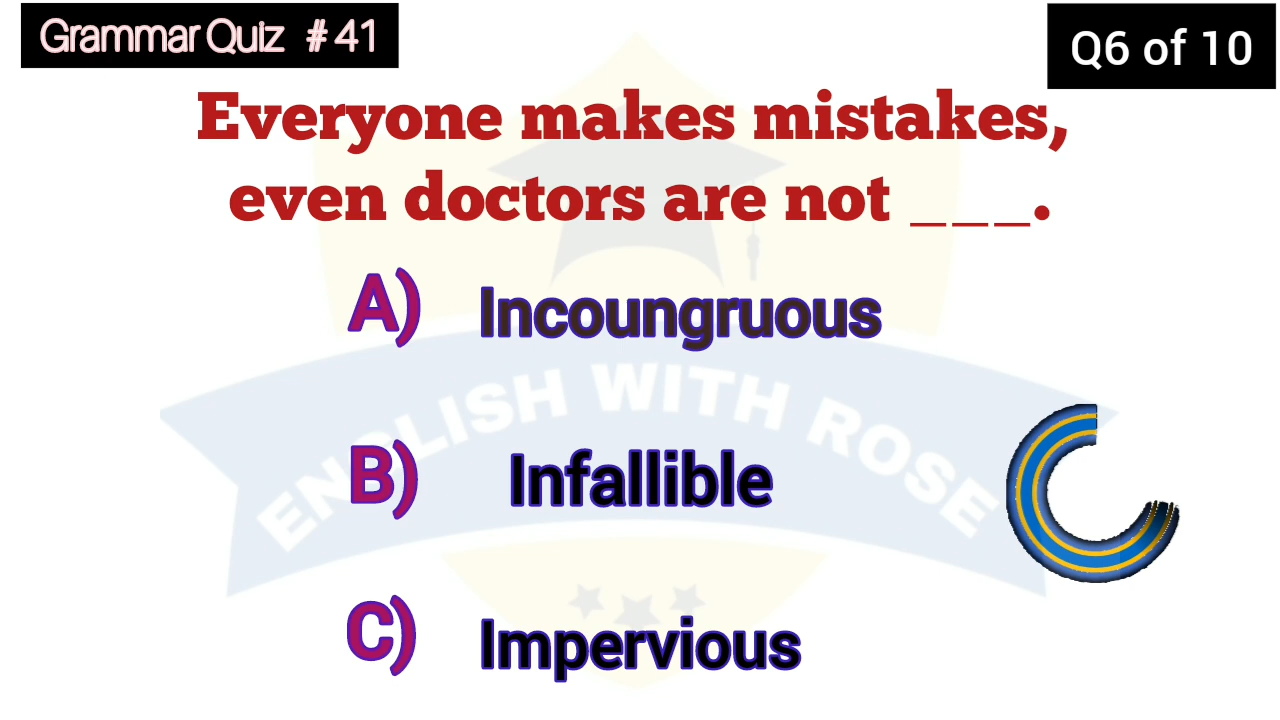 Grammar Quiz # 41
Q6 of 10
Everyone makes mistakes,
even doctors are not ___.
A) Incoungruous
B) Infallible
C) Impervious
ENGLISH WITH ROSE